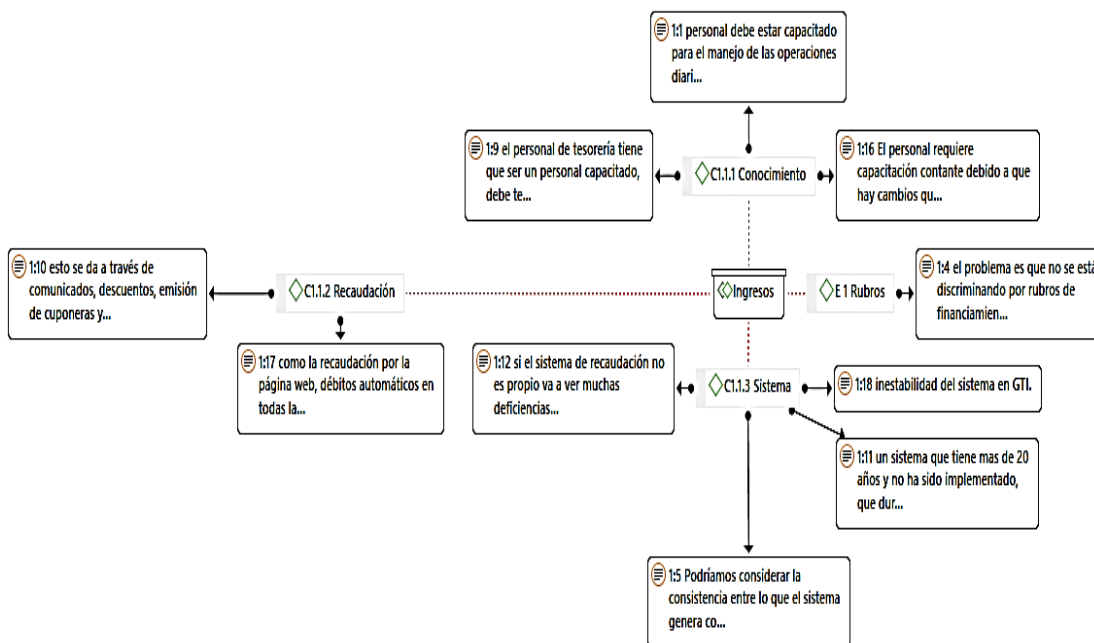 1:1 personal debe estar capacitado
para el manejo de las operaciones
diari...
1:9 el personal de tesorería tiene
que ser un personal capacitado,
debe te...
C1.1.1 Conocimiento
1:16 El personal requiere
capacitación contante debido a que
hay cambios qu...
1:10 esto se da a través de
comunicados, descuentos, emisión
de cuponeras y...
C1.1.2 Recaudación
Ingresos
E 1 Rubros
1:4 el problema es que no se está
discriminando por rubros de
financiamien...
1:17 como la recaudación por la
página web, débitos automáticos en
todas la...
1:12 si el sistema de recaudación no
es propio va a ver muchas
deficiencias...
C1.1.3 Sistema
1:18 inestabilidad del sistema en GTI.
1:11 un sistema que tiene mas de 20
años y no ha sido implementado,
que dur...
1:5 Podríamos considerar la
consistencia entre lo que el sistema
genera co...